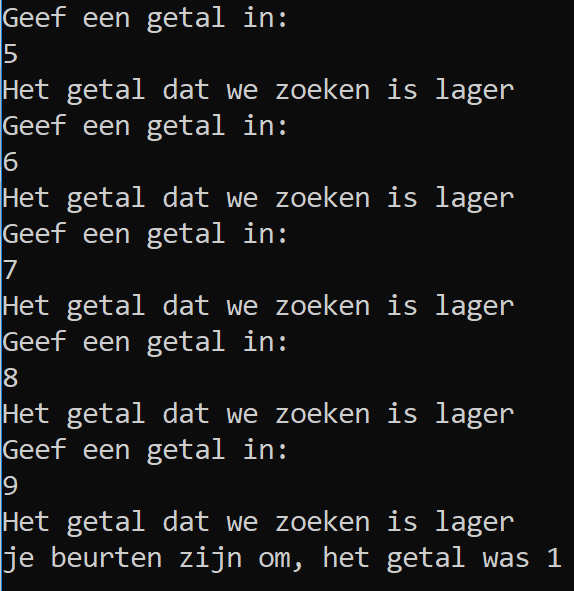 Geef een getal in:
5
Het getal dat we zoeken is lager
Geef een getal in:
6
Het getal dat we zoeken is lager
Geef een getal in:
7
Het getal dat we zoeken is lager
Geef een getal in:
8
Het getal dat we zoeken is lager
Geef een getal in:
9
Het getal dat we zoeken is lager
je beurten zijn om, het getal was 1